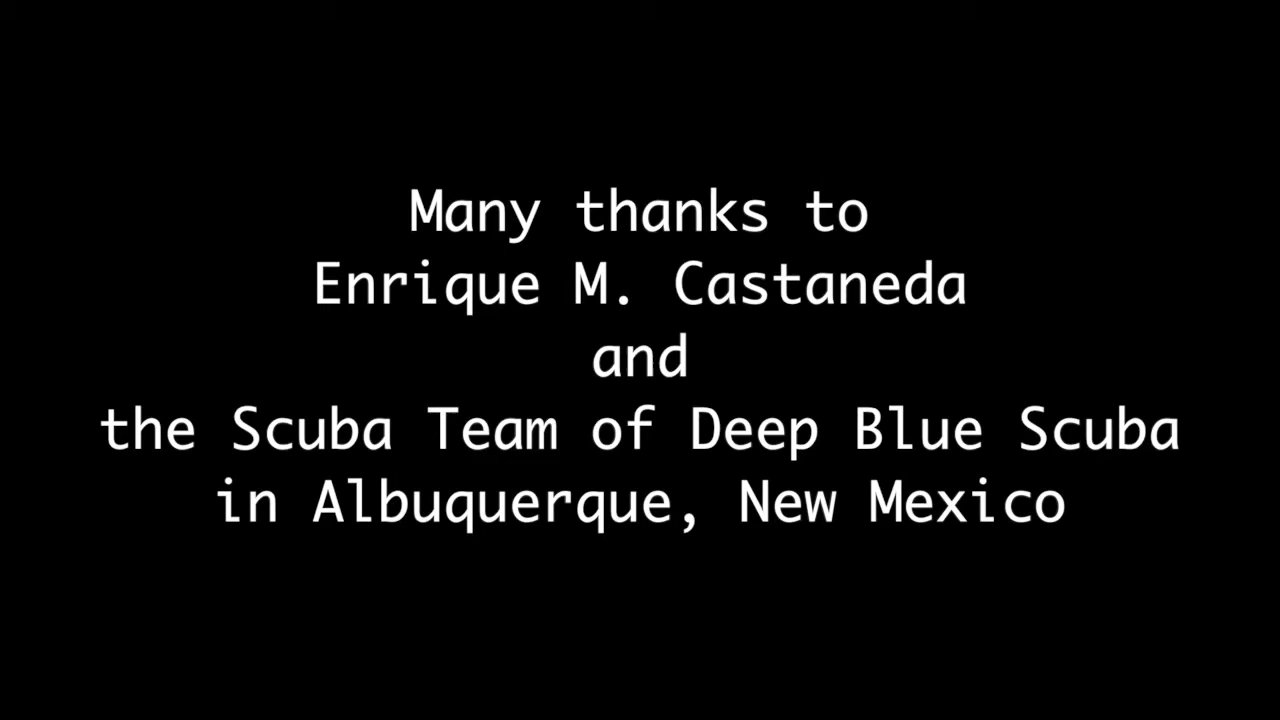 Many thanks to
Enrique M. Castaneda
and
the Scuba Team of Deep Blue Scuba
in Albuquerque, New Mexico